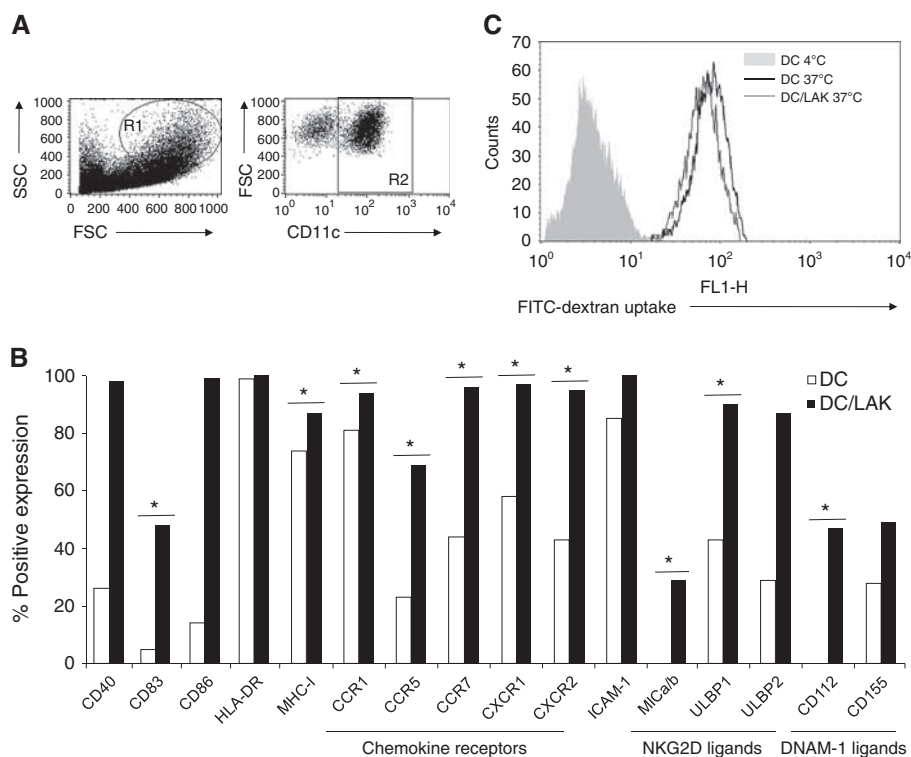 A
SSC
1000
800
600
400
200
0
R1
0 200 400 600 800 1000
FSC
FSC
1000
800
600
400
200
0
R2
10⁰ 10¹ 10² 10³ 10⁴
CD11c
C
Counts
70
60
50
40
30
20
10
0
DC 4°C
DC 37°C
DC/LAK 37°C
10⁰ 10¹ 10² 10³ 10⁴
FL1-H
FITC-dextran uptake
B
% Positive expression
100
80
60
40
20
0
* * * * * * * * * *
DC
DC/LAK
CD40 CD83 CD86 HLA-DR MHC-I CCR1 CCR5 CCR7 CXCR1 CXCR2 ICAM-1 MICa/b ULBP1 ULBP2 CD112 CD155
Chemokine receptors NKG2D ligands DNAM-1 ligands